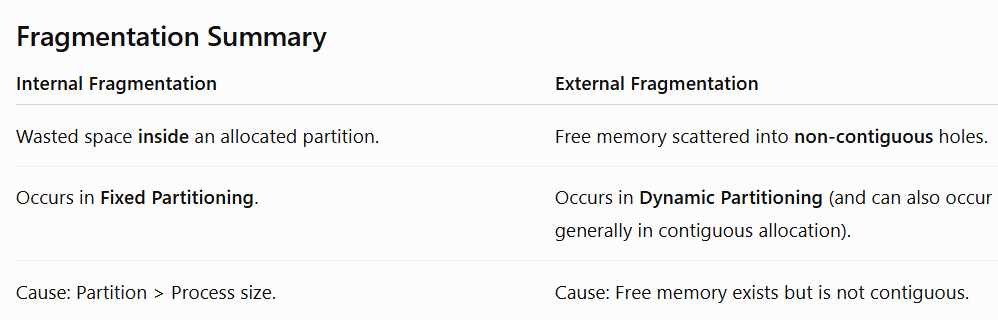 Fragmentation Summary
Internal Fragmentation
External Fragmentation
Wasted space inside an allocated partition.
Free memory scattered into non-contiguous holes.
Occurs in Fixed Partitioning.
Occurs in Dynamic Partitioning (and can also occur
generally in contiguous allocation).
Cause: Partition > Process size.
Cause: Free memory exists but is not contiguous.